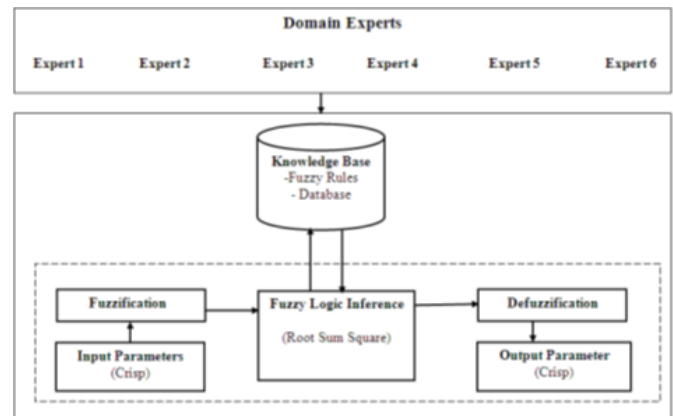 Domain Experts
Expert 1 Expert 2 Expert 3 Expert 4 Expert 5 Expert 6
Knowledge Base
-Fuzzy Rules
- Database
Fuzzification
Fuzzy Logic Inference
(Root Sum Square)
Defuzzification
Input Parameters
(Crisp)
Output Parameter
(Crisp)